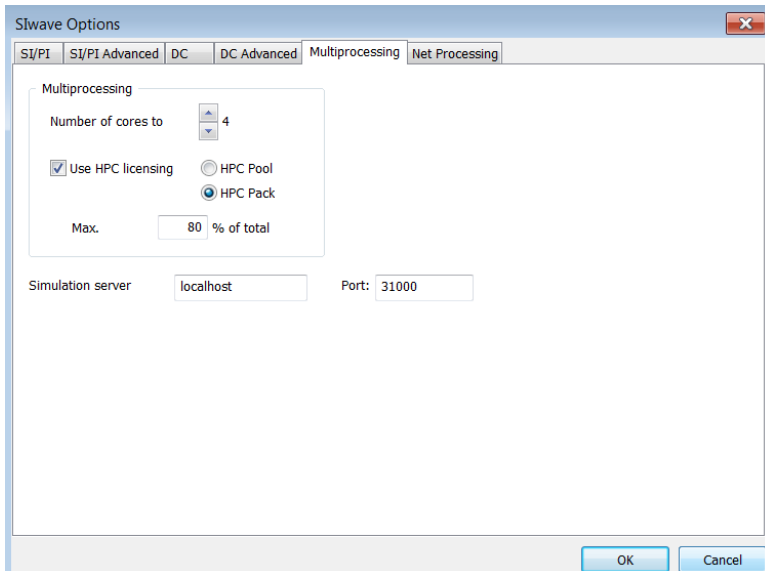 SIwave Options
SI/PI SI/PI Advanced DC DC Advanced Multiprocessing Net Processing
Multiprocessing
Number of cores to 4
Use HPC licensing HPC Pool
HPC Pack
Max. 80 % of total
Simulation server localhost Port: 31000
OK Cancel